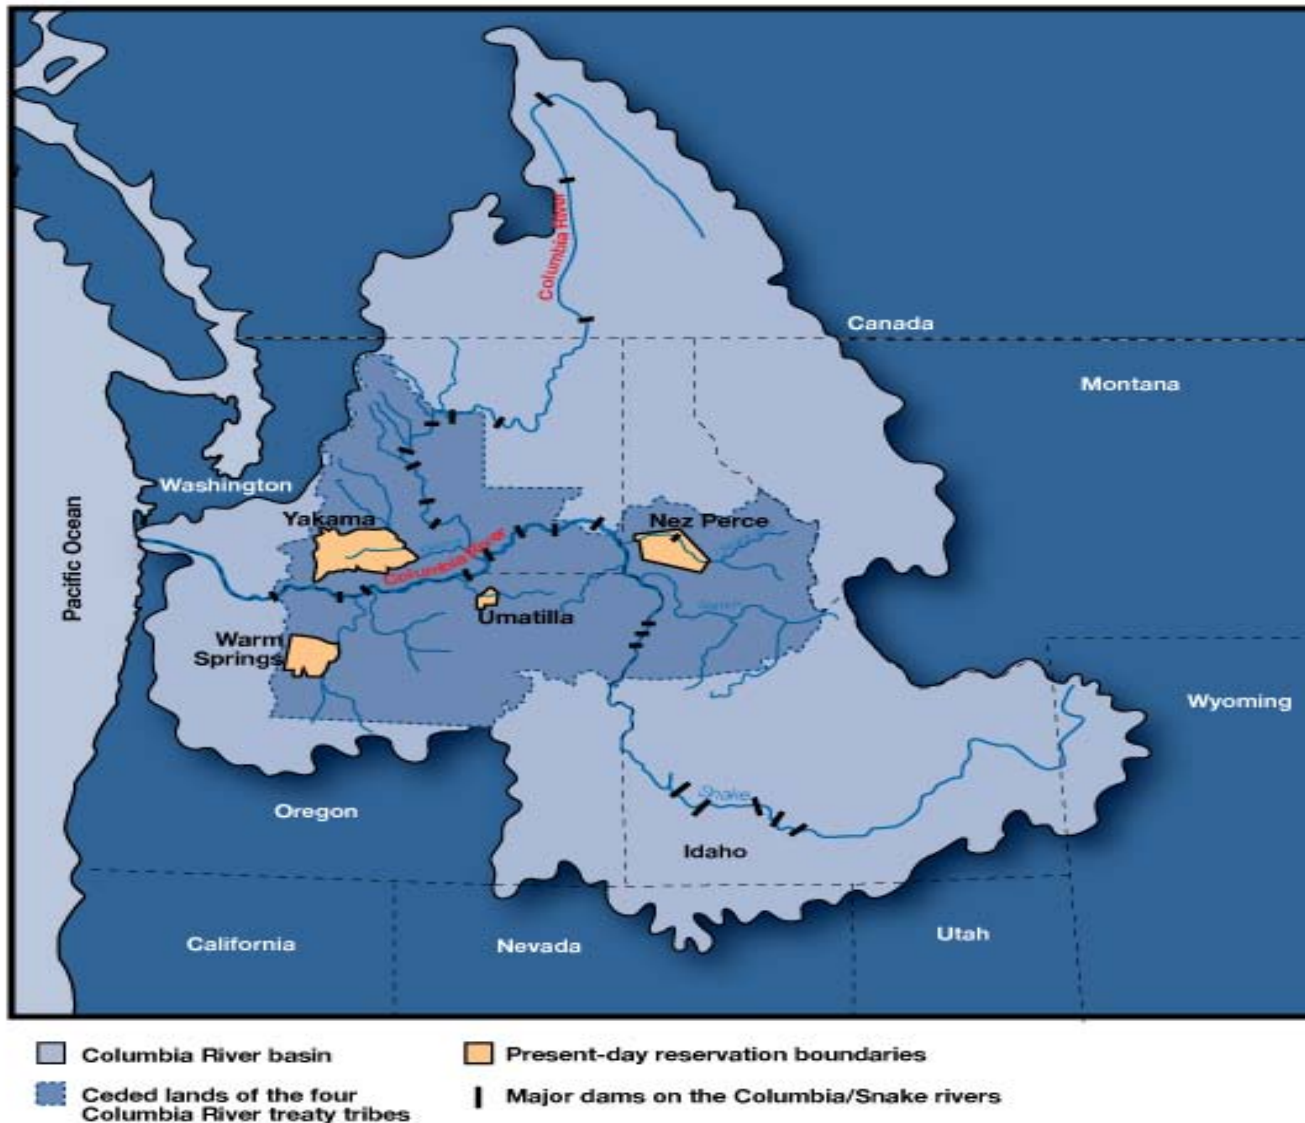 Columbia River
Canada
Montana
Washington
Yakama
Nez Perce
Columbia River
Pacific Ocean
Umatilla
Warm
Springs
Wyoming
Snake
Oregon
Idaho
California
Nevada
Utah
Columbia River basin
Present-day reservation boundaries
Ceded lands of the four
Columbia River treaty tribes
Major dams on the Columbia/Snake rivers